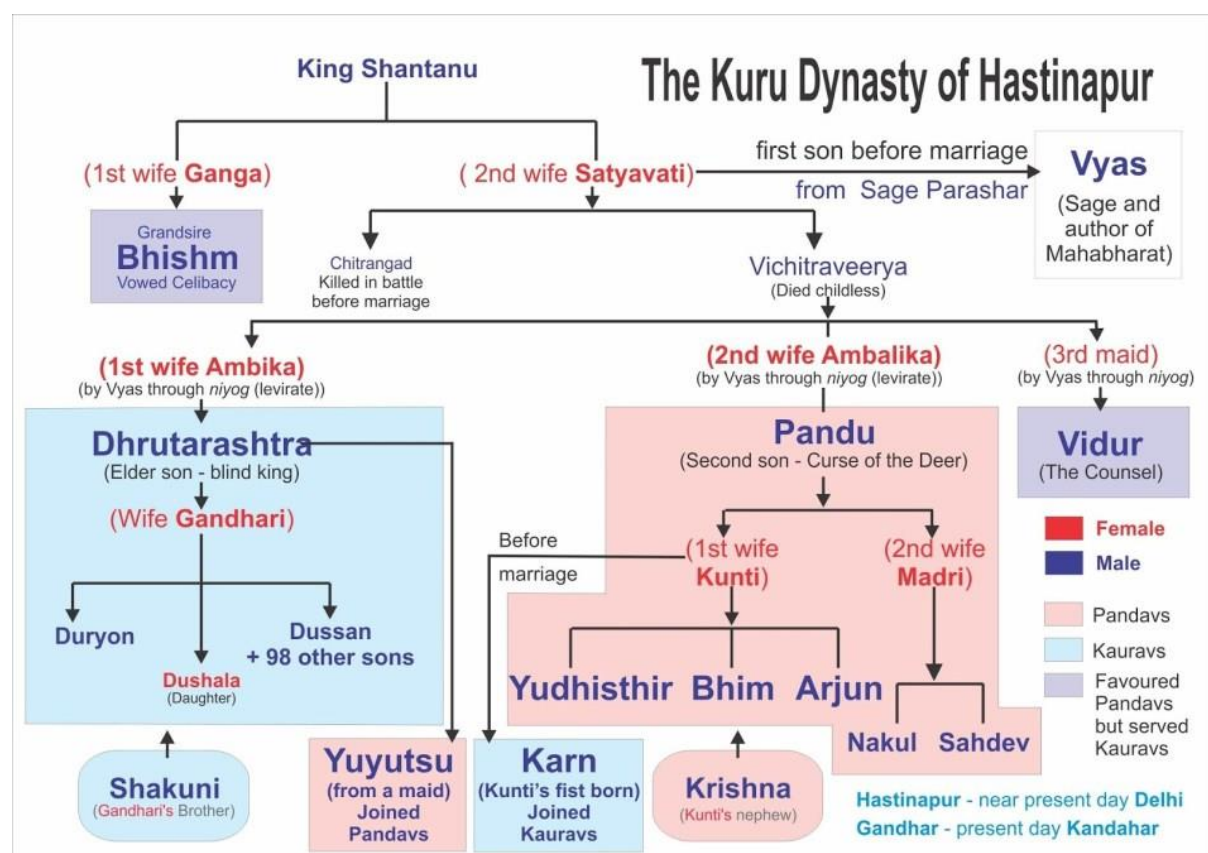 The Kuru Dynasty of Hastinapur
King Shantanu
(1st wife Ganga)
( 2nd wife Satyavati)
first son before marriage
from Sage Parashar
Vyas
(Sage and
author of
Mahabharat)
Grandsire
Bhishm
Vowed Celibacy
Chitrangad
Killed in battle
before marriage
Vichitraveerya
(Died childless)
(1st wife Ambika)
(by Vyas through niyog (levirate))
(2nd wife Ambalika)
(by Vyas through niyog (levirate))
(3rd maid)
(by Vyas through niyog)
Dhrutarashtra
(Elder son - blind king)
(Wife Gandhari)
Duryon
Dushala
(Daughter)
Dussan
+ 98 other sons
Pandu
(Second son - Curse of the Deer)
Before
marriage
(1st wife
Kunti)
(2nd wife
Madri)
Yudhisthir
Bhim
Arjun
Nakul
Sahdev
Vidur
(The Counsel)
Female
Male
Pandavs
Kauravs
Favoured
Pandavs
but served
Kauravs
Shakuni
(Gandhari's Brother)
Yuyutsu
(from a maid)
Joined
Pandavs
Karn
(Kunti's fist born)
Joined
Kauravs
Krishna
(Kunti's nephew)
Hastinapur - near present day Delhi
Gandhar - present day Kandahar